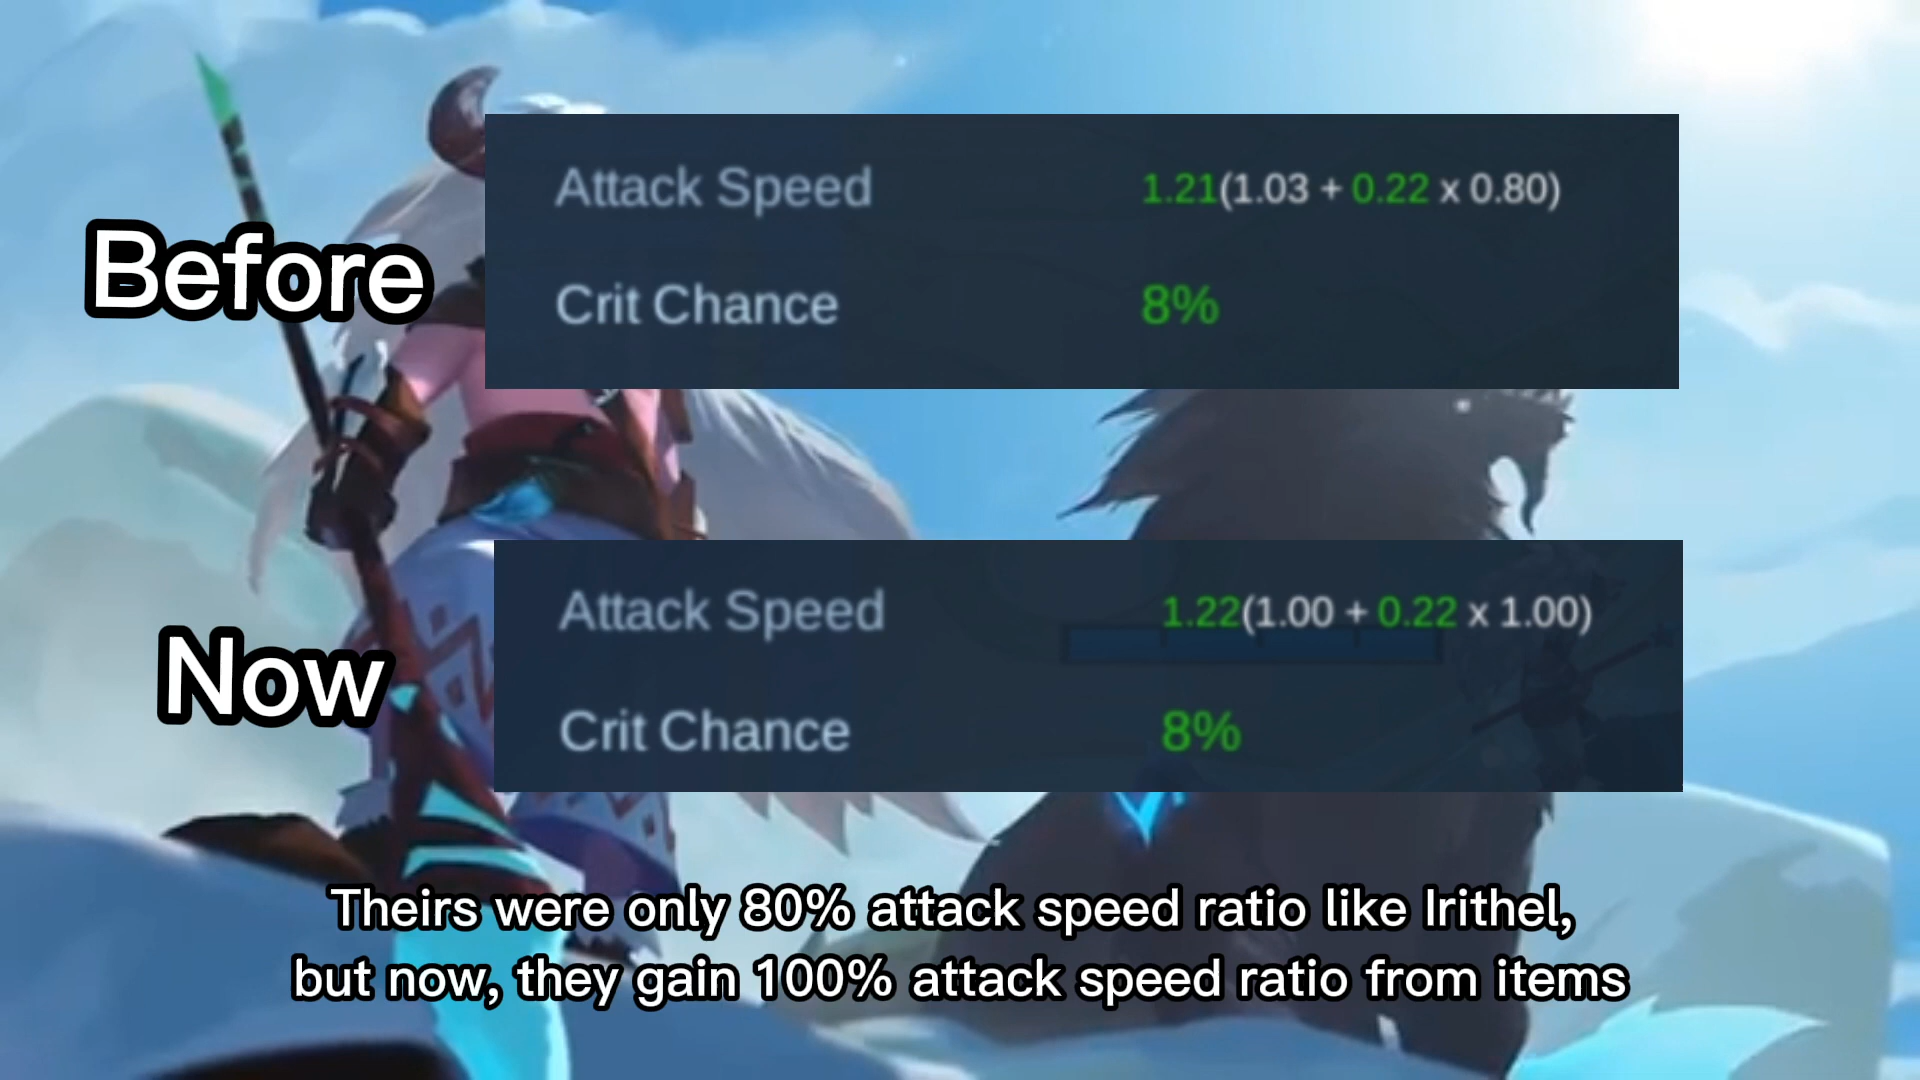 Before
Attack Speed 1.21(1.03 + 0.22 x 0.80)
Crit Chance 8%
Now
Attack Speed 1.22(1.00 + 0.22 x 1.00)
Crit Chance 8%
Theirs were only 80% attack speed ratio like Irithel,
but now, they gain 100% attack speed ratio from items